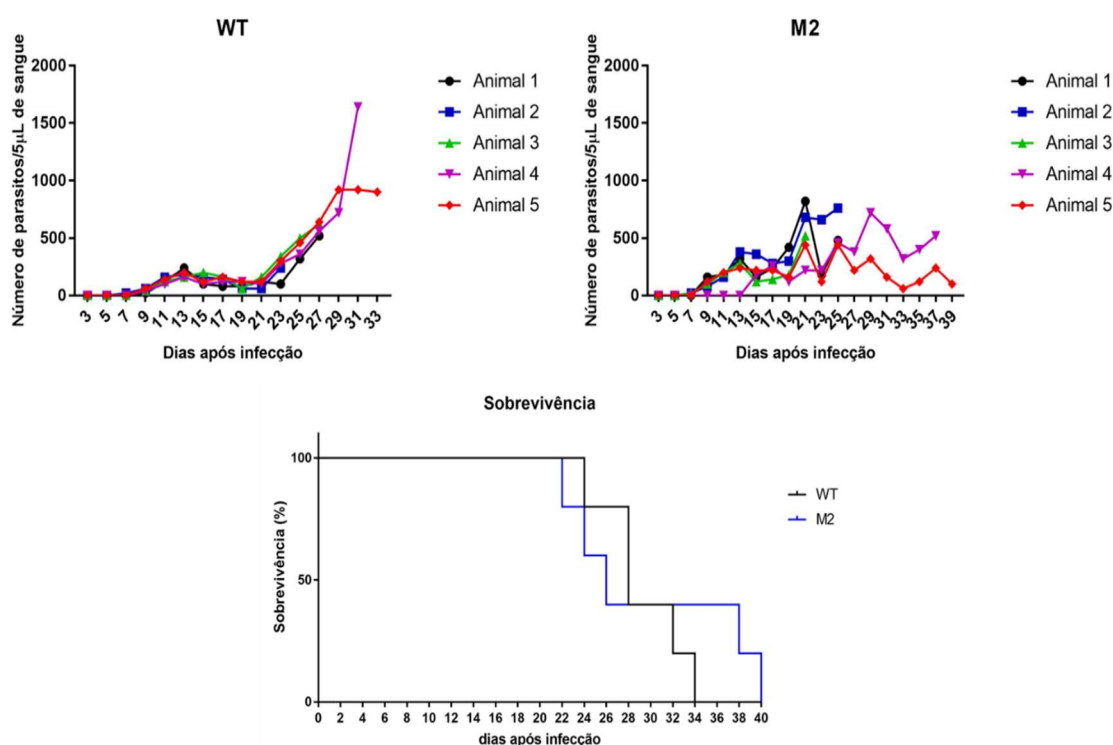 WT
Número de parasitos/5µL de sangue
2000
1500
1000
500
0
3 5 7 9 11 13 15 17 19 21 23 25 27 29 31 33
Dias após infecção
Animal 1
Animal 2
Animal 3
Animal 4
Animal 5
M2
Número de parasitos/5µL de sangue
2000
1500
1000
500
0
3 5 7 9 11 13 15 17 19 21 23 25 27 29 31 33 35 37 39
Dias após infecção
Animal 1
Animal 2
Animal 3
Animal 4
Animal 5
Sobrevivência
Sobrevivência (%)
100
50
0
0 2 4 6 8 10 12 14 16 18 20 22 24 26 28 30 32 34 36 38 40
dias após infecção
WT
M2